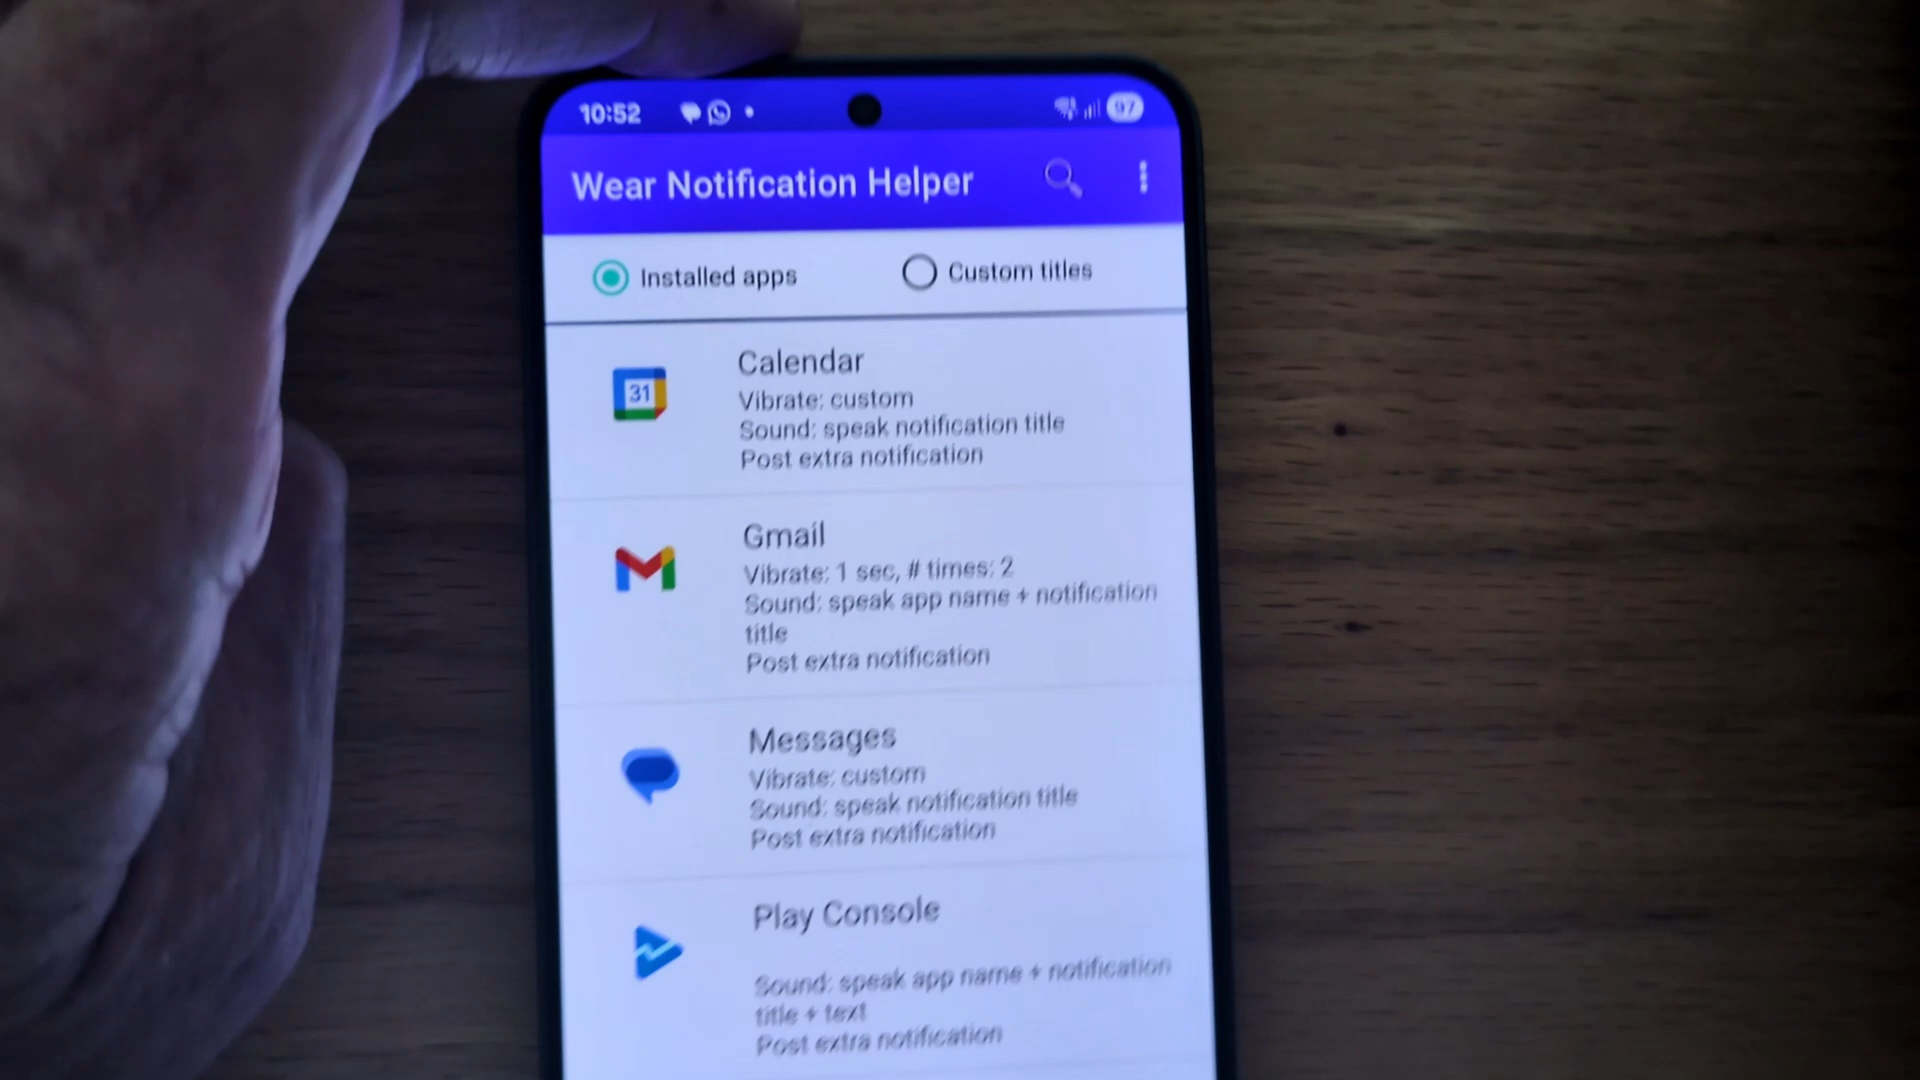 10:52
97
Wear Notification Helper
Installed apps
Custom titles
31
Calendar
Vibrate: custom
Sound: speak notification title
Post extra notification
Gmail
Vibrate: 1 sec, # times: 2
Sound: speak app name + notification
title
Post extra notification
Messages
Vibrate: custom
Sound: speak notification title
Post extra notification
Play Console
Sound: speak app name + notification
title + text
Post extra notification